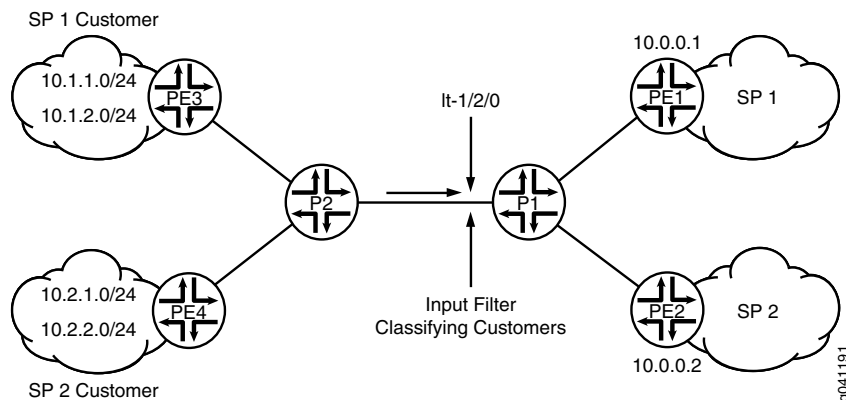 SP 1 Customer
10.1.1.0/24
10.1.2.0/24
PE3
lt-1/2/0
10.0.0.1
PE1
SP 1
P2
P1
10.2.1.0/24
10.2.2.0/24
PE4
SP 2 Customer
Input Filter
Classifying Customers
PE2
SP 2
10.0.0.2
g041191